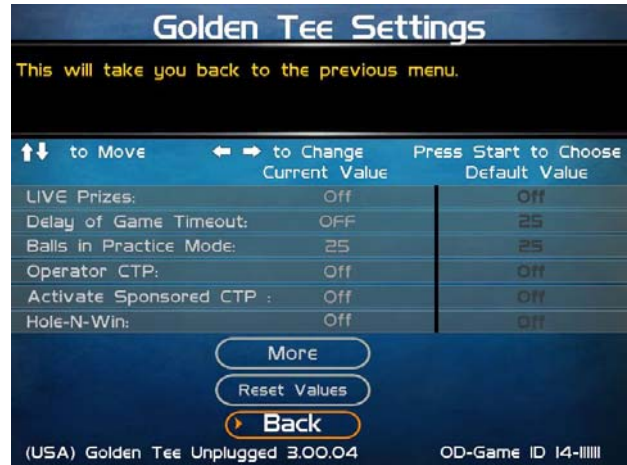 Golden Tee Settings
This will take you back to the previous menu.
to Move to Change Press Start to Choose
Current Value Default Value
LIVE Prizes: Off Off
Delay of Game Timeout: OFF 25
Balls in Practice Mode: 25 25
Operator CTP: Off Off
Activate Sponsored CTP : Off Off
Hole-N-Win: Off Off
More
Reset Values
Back
(USA) Golden Tee Unplugged 3.00.04 OD-Game ID 14-111111